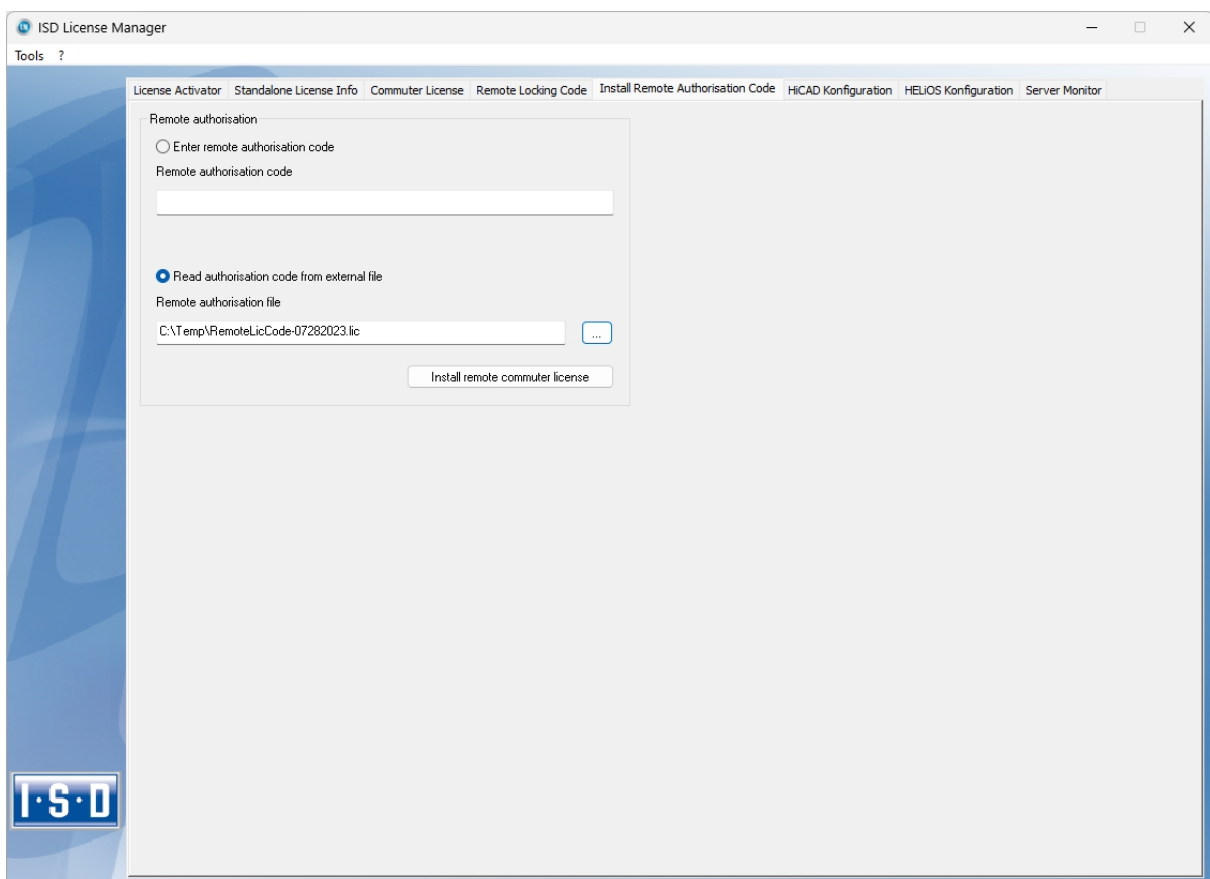 ISD License Manager
Tools ?
License Activator Standalone License Info Commuter License Remote Locking Code Install Remote Authorisation Code HiCAD Konfiguration HELiOS Konfiguration Server Monitor
Remote authorisation
Enter remote authorisation code
Remote authorisation code
Read authorisation code from external file
Remote authorisation file
C:\Temp\RemoteLicCode-07282023.lic
...
Install remote commuter license
I·S·D